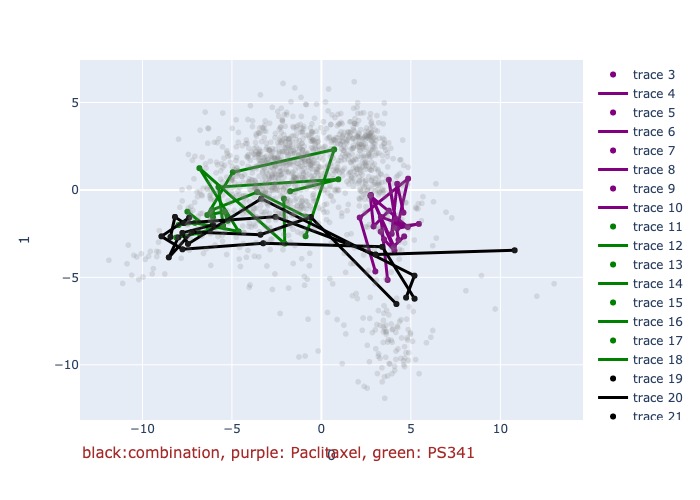 5
0
−5
−10
1
−10
−5
0
5
10
0
black:combination, purple: Paclitaxel, green: PS341
trace 3
trace 4
trace 5
trace 6
trace 7
trace 8
trace 9
trace 10
trace 11
trace 12
trace 13
trace 14
trace 15
trace 16
trace 17
trace 18
trace 19
trace 20
trace 21